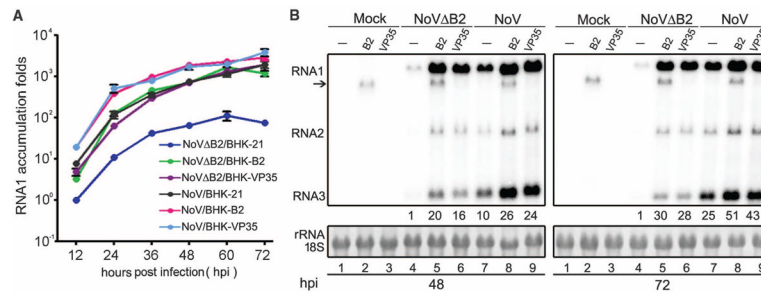 A
RNA1 accumulation folds
10⁴
10³
10²
10¹
10⁰
10⁻¹
12 24 36 48 60 72
hours post infection( hpi )
NoVΔB2/BHK-21
NoVΔB2/BHK-B2
NoVΔB2/BHK-VP35
NoV/BHK-21
NoV/BHK-B2
NoV/BHK-VP35
B
Mock NoVΔB2 NoV Mock NoVΔB2 NoV
– B2 VP35 – B2 VP35 – B2 VP35 – B2 VP35 – B2 VP35 – B2 VP35
RNA1
RNA2
RNA3
1 20 16 10 26 24 1 30 28 25 51 43
rRNA
18S
1 2 3 4 5 6 7 8 9 1 2 3 4 5 6 7 8 9
hpi 48 72